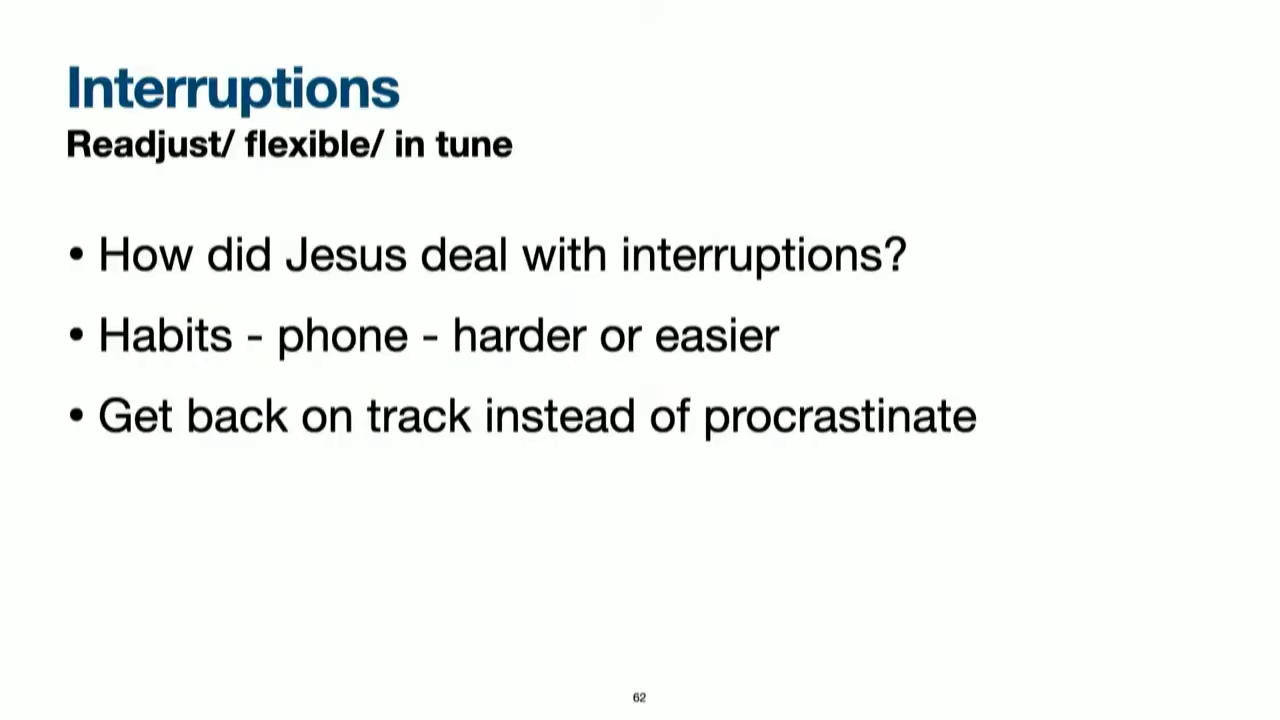 Interruptions
Readjust/ flexible/ in tune
• How did Jesus deal with interruptions?
• Habits - phone - harder or easier
• Get back on track instead of procrastinate
62